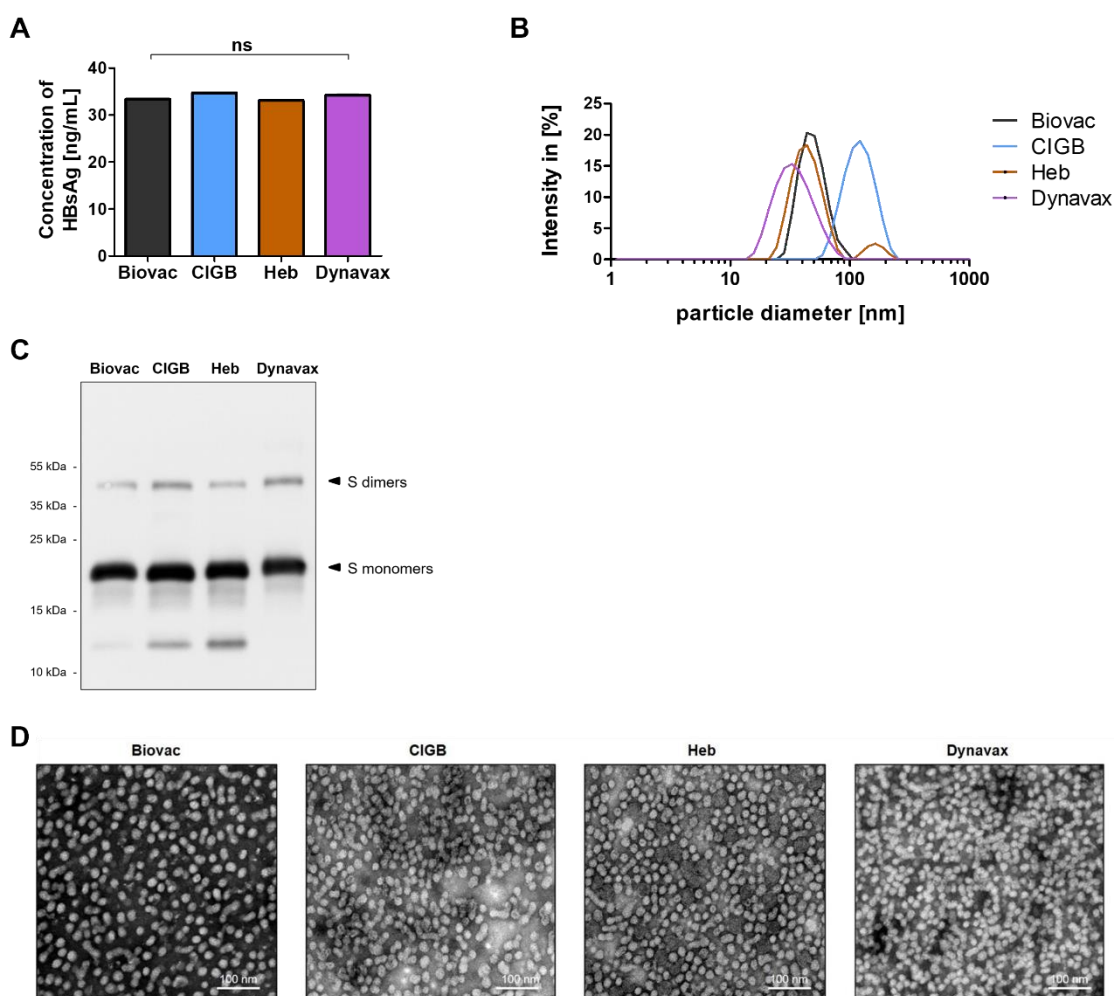 A
ns
Concentration of
HBsAg [ng/mL]
40
30
20
10
0
Biovac CIGB Heb Dynavax
B
Intensity in [%]
25
20
15
10
5
0
1 10 100 1000
particle diameter [nm]
Biovac
CIGB
Heb
Dynavax
C
Biovac CIGB Heb Dynavax
55 kDa -
35 kDa -
25 kDa -
15 kDa -
10 kDa -
S dimers
S monomers
D
Biovac CIGB Heb Dynavax
100 nm 100 nm 100 nm 100 nm